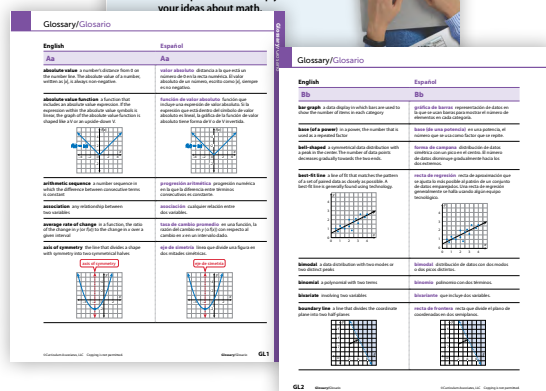 your ideas about math.
Glossary/Glosario
English Español
Aa Aa
absolute value a number's distance from 0 on
the number line. The absolute value of a number,
written as |x|, is always non-negative.
valor absoluto distancia a la que está un
número de 0 en la recta numérica. El valor
absoluto de un número, escrito como |x|, siempre
es no negativo.
absolute value function a function that
includes an absolute value expression. If the
expression within the absolute value symbols is
linear, the graph of the absolute value function is
shaped like a V or an upside-down V.
función de valor absoluto función que
incluye una expresión de valor absoluto. Si la
expresión que está dentro del símbolo de valor
absoluto es lineal, la gráfica de la función de valor
absoluto tiene forma de V o de V invertida.
arithmetic sequence a number sequence in
which the difference between consecutive terms
is constant
progresión aritmética progresión numérica
en la que la diferencia entre términos
consecutivos es constante
association any relationship between
two variables
asociación cualquier relación entre
dos variables.
average rate of change in a function, the ratio
of the change in y (or f(x)) to the change in x over a
given interval
tasa de cambio promedio en una función, la
razón del cambio en y (o f(x)) con respecto al
cambio en x en un intervalo dado.
axis of symmetry the line that divides a shape
with symmetry into two symmetrical halves
eje de simetría línea que divide una figura en
dos mitades simétricas.
axis of symmetry
eje de simetría
©Curriculum Associates, LLC Copying is not permitted.
Glossary/Glosario GL1
Glossary/Glosario
English Español
Bb Bb
bar graph a data display in which bars are used to
show the number of items in each category
gráfica de barras representación de datos en
la que se usan barras para mostrar el número de
elementos en cada categoría.
base (of a power) in a power, the number that is
used as a repeated factor
base (de una potencia) en una potencia, el
número que se usa como factor que se repite.
bell-shaped a symmetrical data distribution with
a peak in the center. The number of data points
decreases gradually towards the two ends.
forma de campana distribución de datos
simétrica con un pico en el centro. El número
de datos disminuye gradualmente hacia los
dos extremos.
best-fit line a line of fit that matches the pattern
of a set of paired data as closely as possible. A
best-fit line is generally found using technology.
recta de regresión recta de aproximación que
se ajusta lo más posible al patrón de un conjunto
de datos emparejados. Una recta de regresión
generalmente se halla usando algún equipo
tecnológico.
bimodal a data distribution with two modes or
two distinct peaks
bimodal distribución de datos con dos modas
o dos picos distintos.
binomial a polynomial with two terms
binomio polinomio con dos términos.
bivariate involving two variables
bivariante que incluye dos variables.
boundary line a line that divides the coordinate
plane into two half-planes
recta de frontera recta que divide el plano de
coordenadas en dos semiplanos.
GL2 Glossary/Glosario
©Curriculum Associates, LLC Copying is not permitted.